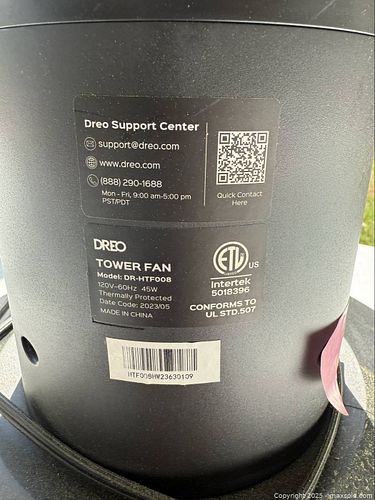 Dreo Support Center
support@dreo.com
www.dreo.com
(888) 290-1688
Mon - Fri, 9:00 am-5:00 pm
PST/PDT
Quick Contact
Here
DREO
TOWER FAN
Model: DR-HTF008
120V~60Hz 45W
Thermally Protected
Date Code: 2023/05
MADE IN CHINA
ETL
US
Intertek
5018396
CONFORMS TO
UL STD.507
HTF008HW23630109
Copyright 2025 - maxsold.com